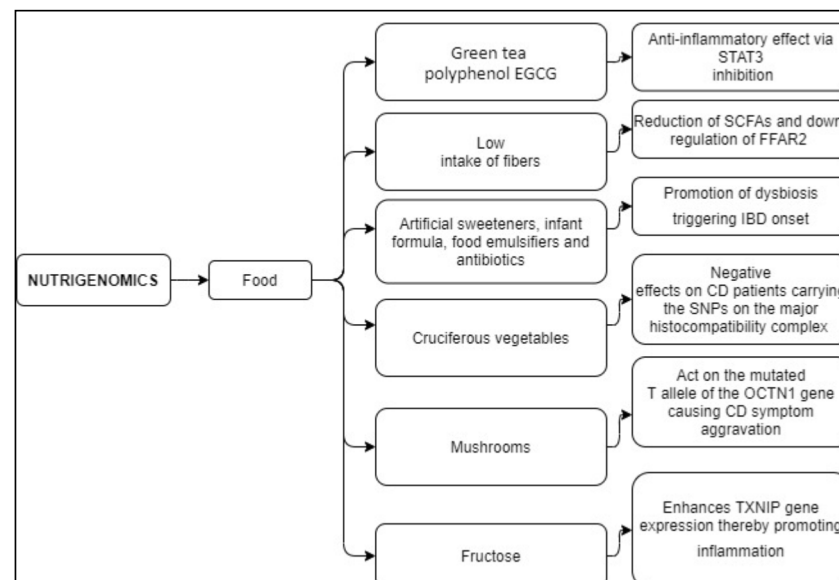 Green tea
polyphenol EGCG
Anti-inflammatory effect via
STAT3
inhibition
Low
intake of fibers
Reduction of SCFAs and down
regulation of FFAR2
Artificial sweeteners, infant
formula, food emulsifiers and
antibiotics
Promotion of dysbiosis
triggering IBD onset
NUTRIGENOMICS
Food
Cruciferous vegetables
Negative
effects on CD patients carrying
the SNPs on the major
histocompatibility complex
Mushrooms
Act on the mutated
T allele of the OCTN1 gene
causing CD symptom
aggravation
Fructose
Enhances TXNIP gene
expression thereby promoting
inflammation